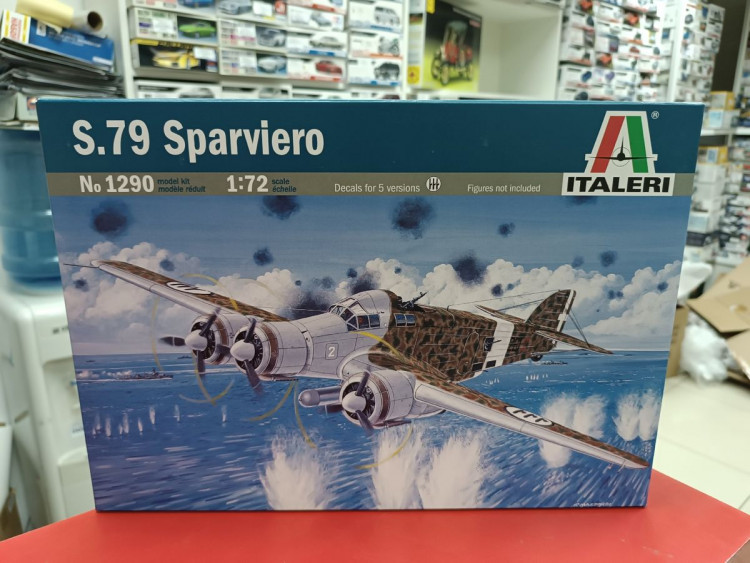 S.79 Sparviero
No 1290 model kit
modèle réduit
1:72 scale
échelle
Decals for 5 versions
Figures not included
ITALERI
®
2